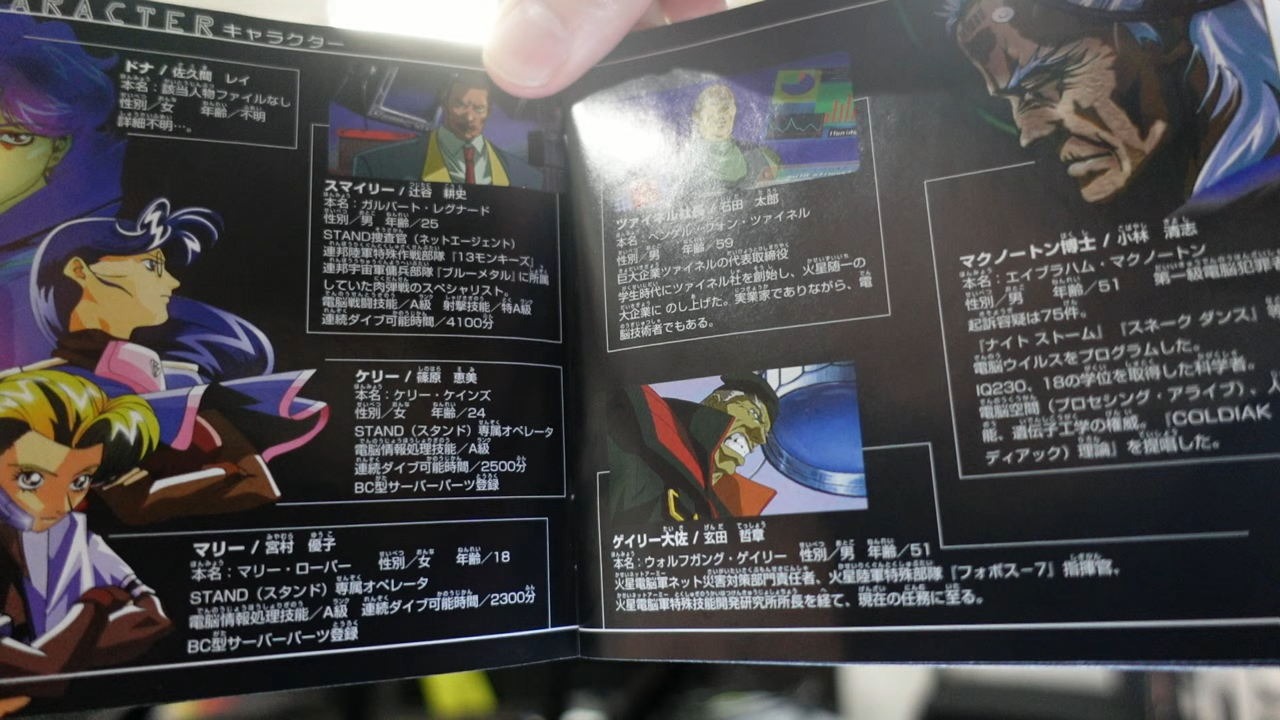 ARACTER キャラクター
ドナ/佐久間 レイ
本名:該当人物ファイルなし
性別/女 年齢/不明
詳細不明…。
スマイリー/辻谷 耕史
本名:ガルバート・レグナード
性別/男 年齢/25
STAND捜査官(ネットエージェント)
連邦陸軍特殊作戦部隊『13モンキーズ』、
連邦宇宙軍傭兵部隊『ブルーメタル』に所属
していた肉弾戦のスペシャリスト。
電脳戦闘技能/A級 射撃技能/特A級
連続ダイブ可能時間/4100分
ケリー/篠原 恵美
本名:ケリー・ケインズ
性別/女 年齢/24
STAND(スタンド)専属オペレータ
電脳情報処理技能/A級
連続ダイブ可能時間/2500分
BC型サーバーパーツ登録
マリー/宮村 優子
本名:マリー・ローバー 性別/女 年齢/18
STAND(スタンド)専属オペレータ
電脳情報処理技能/A級 連続ダイブ可能時間/2300分
BC型サーバーパーツ登録
ツァイネル社長/石田 太郎
本名:ヘンデル・フォン・ツァイネル
性別/男 年齢/59
巨大企業ツァイネルの代表取締役
学生時代にツァイネル社を創始し、火星随一の
大企業に のし上げた。実業家でありながら、電
脳技術者でもある。
ゲイリー大佐/玄田 哲章
本名:ウォルフガング・ゲイリー 性別/男 年齢/51
火星電脳軍ネット災害対策部門責任者、火星陸軍特殊部隊『フォボス−7』指揮官。
火星電脳軍特殊技能開発研究所所長を経て、現在の任務に至る。
マクノートン博士/小林 清志
本名:エイブラハム・マクノートン
性別/男 年齢/51 第一級電脳犯罪
起訴容疑は75件。
『ナイト ストーム』『スネーク ダンス』
電脳ウイルスをプログラムした。
IQ230、18の学位を取得した科学者。
電脳空間(プロセシング・アライブ)、
能、遺伝子工学の権威。『COLDIAK
ディアック)理論』を提唱した。